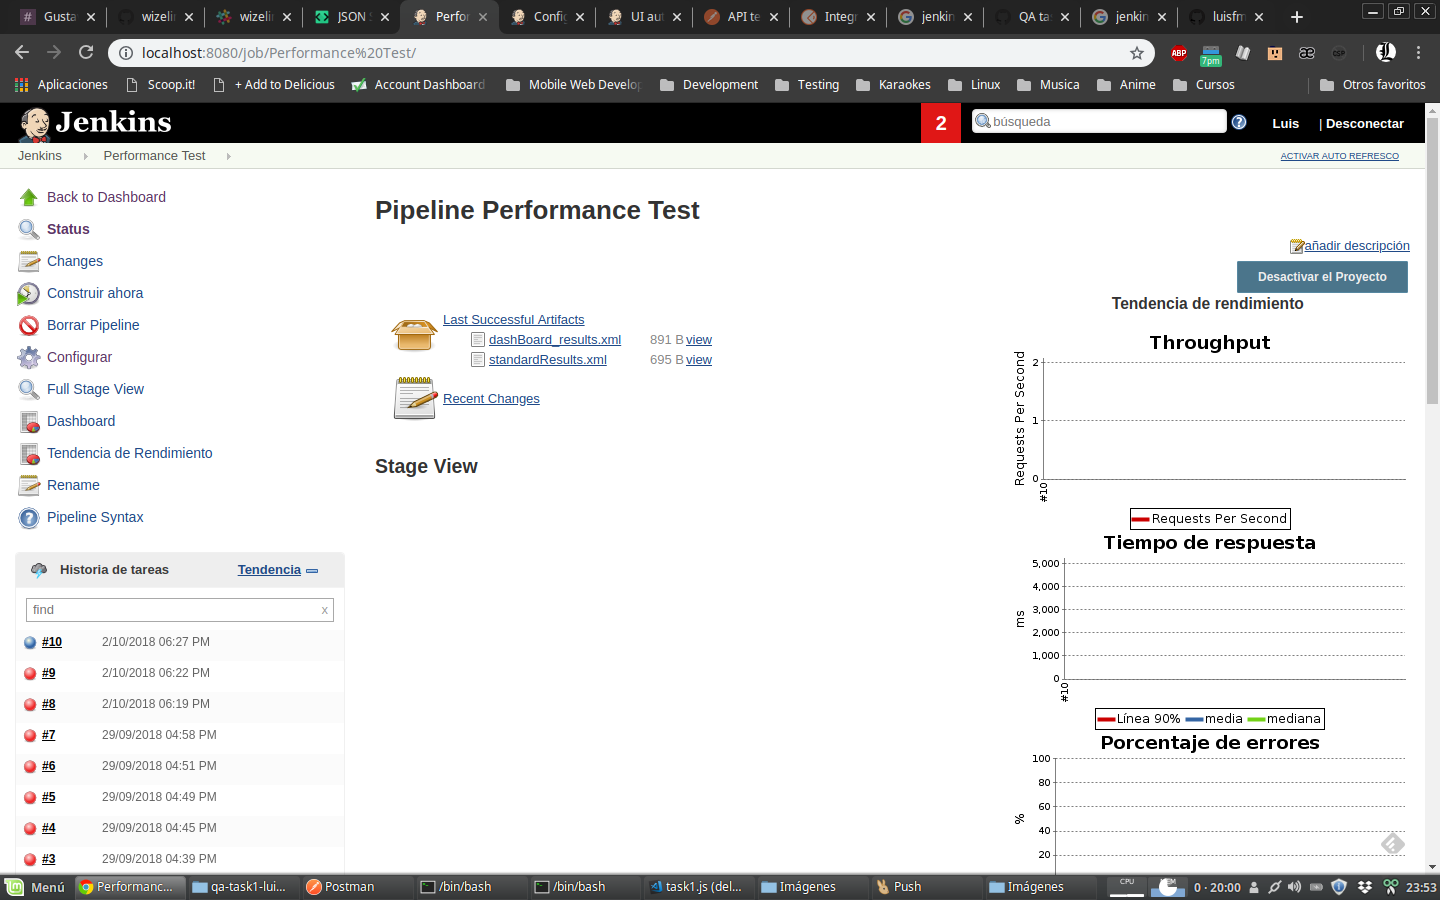 Gusta
wizelin
wizelin
JSON S
Perfor
Config
UI aut
API te
Integr
jenkin
QA ta
jenkin
luisfm
localhost:8080/job/Performance%20Test/
ABP
7pm
Aplicaciones
Scoop.it!
+ Add to Delicious
Account Dashboard
Mobile Web Develop
Development
Testing
Karaokes
Linux
Musica
Anime
Cursos
Otros favoritos
Jenkins
2
búsqueda
Luis
| Desconectar
Jenkins
Performance Test
ACTIVAR AUTO REFRESCO
Back to Dashboard
Status
Changes
Construir ahora
Borrar Pipeline
Configurar
Full Stage View
Dashboard
Tendencia de Rendimiento
Rename
Pipeline Syntax
Historia de tareas
Tendencia
find
x
#10 2/10/2018 06:27 PM
#9 2/10/2018 06:22 PM
#8 2/10/2018 06:19 PM
#7 29/09/2018 04:58 PM
#6 29/09/2018 04:51 PM
#5 29/09/2018 04:49 PM
#4 29/09/2018 04:45 PM
#3 29/09/2018 04:39 PM
Pipeline Performance Test
añadir descripción
Desactivar el Proyecto
Last Successful Artifacts
dashBoard_results.xml 891 B view
standardResults.xml 695 B view
Recent Changes
Stage View
Tendencia de rendimiento
Throughput
Requests Per Second
2
1
0
#10
Requests Per Second
Tiempo de respuesta
ms
5,000
4,000
3,000
2,000
1,000
0
#10
Línea 90% media mediana
Porcentaje de errores
%
100
80
60
40
20
Menú
Performanc...
qa-task1-lui...
Postman
/bin/bash
/bin/bash
task1.js (del...
Imágenes
Push
Imágenes
CPU
0 · 20:00
23:53